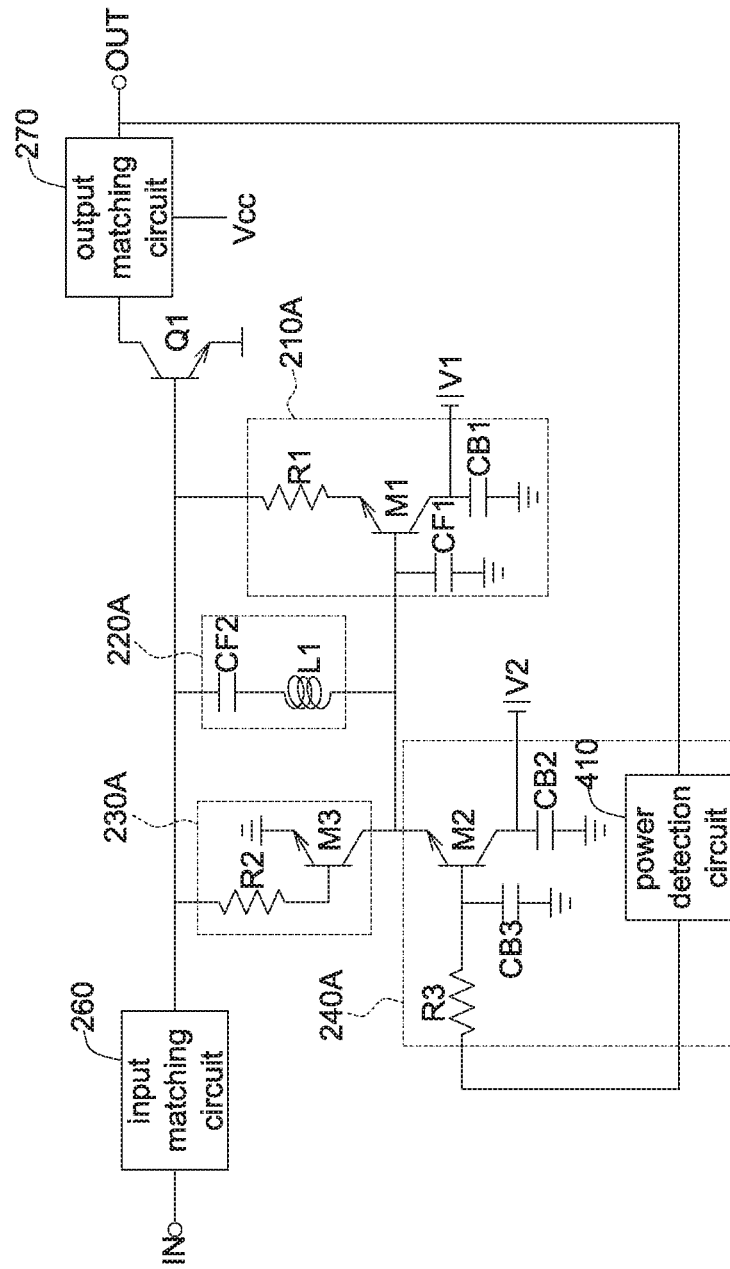 IN
260
input
matching
circuit
230A
R2
M3
220A
CF2
L1
210A
R1
M1
CF1
CB1
V1
Q1
270
output
matching
circuit
Vcc
OUT
240A
R3
CB3
M2
CB2
V2
410
power
detection
circuit